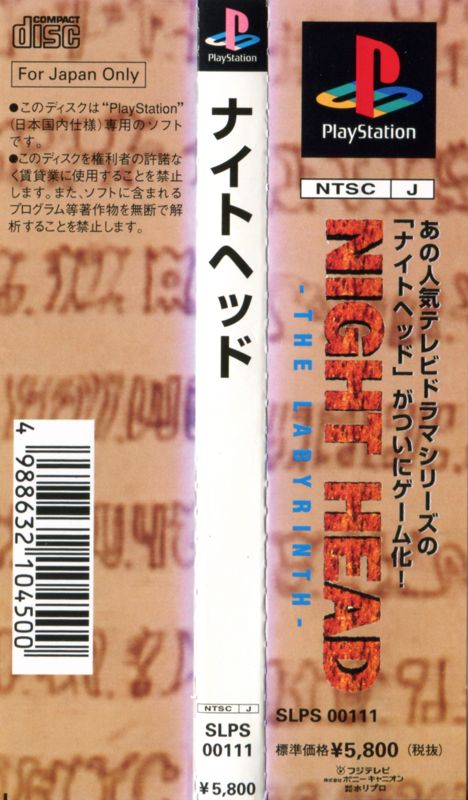 COMPACT
disc
For Japan Only
●このディスクは“PlayStation”
(日本国内仕様)専用のソフト
です。
●このディスクを権利者の許諾な
く賃貸業に使用することを禁止
します。また、ソフトに含まれる
プログラム等著作物を無断で解
析することを禁止します。
4 988632 104500
PlayStation
ナイトヘッド
NTSC J
SLPS
00111
¥5,800
PlayStation
NTSC J
あの人気テレビドラマシリーズの
「ナイトヘッド」がついにゲーム化!
NIGHT HEAD
-THE LABYRINTH-
SLPS 00111
標準価格¥5,800(税抜)
フジテレビ
株式会社ポニーキャニオン
ホリプロ